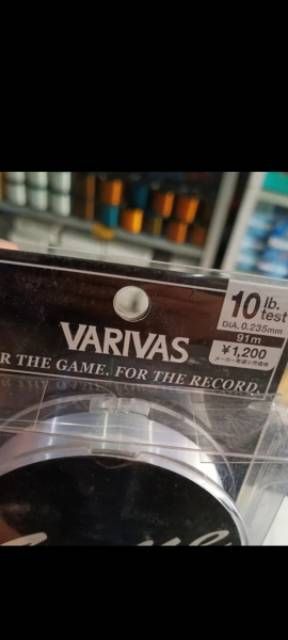 10 lb.
test
DIA. 0.235mm
91m
¥1,200
VARIVAS
R THE GAME. FOR THE RECORD.